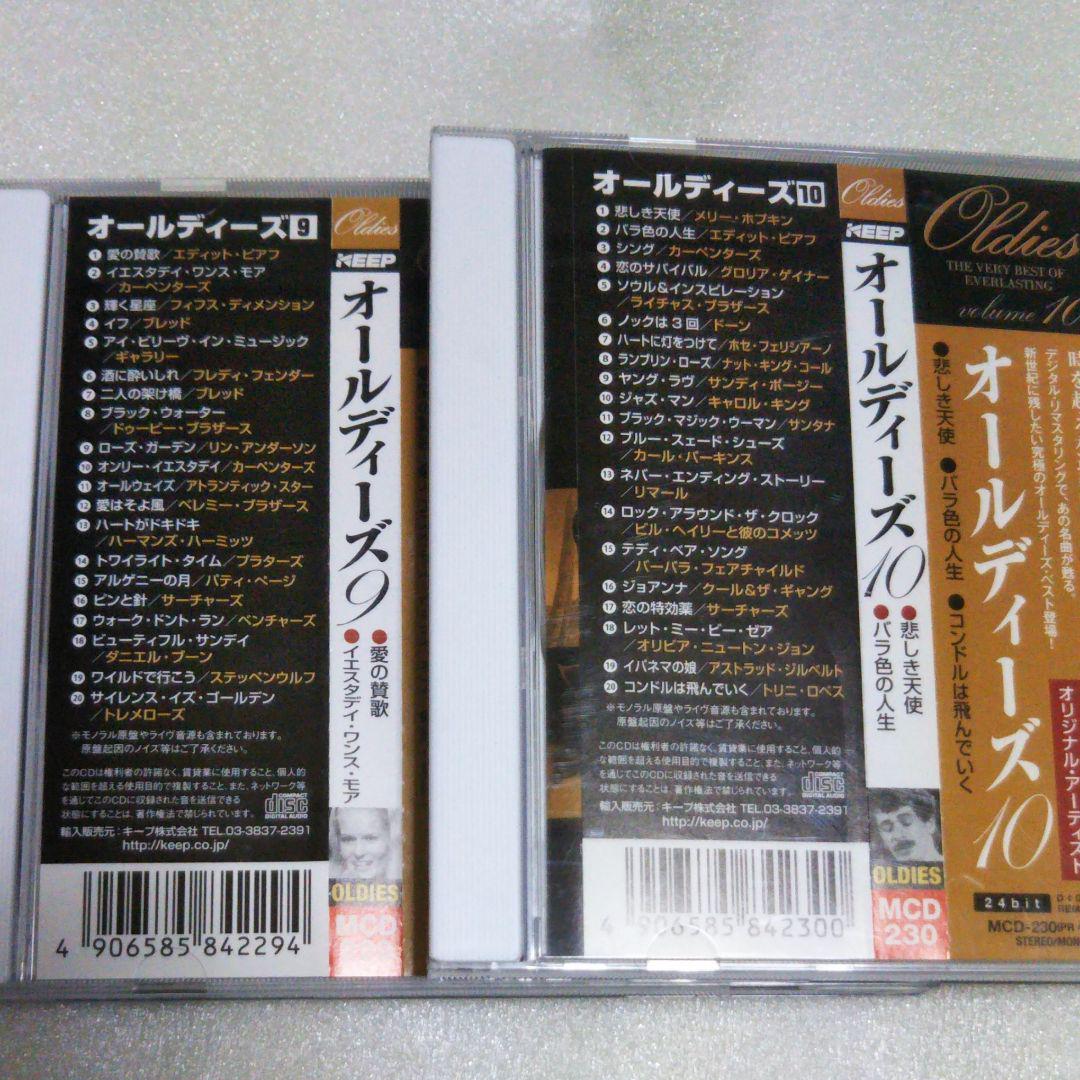 オールディーズ9
1 愛の賛歌/エディット・ピアフ
2 イエスタデイ・ワンス・モア
/カーペンターズ
3 輝く星座/フィフス・ディメンション
4 イフ/ブレッド
5 アイ・ビリーヴ・イン・ミュージック
/ギャラリー
6 酒に酔いしれ/フレディ・フェンダー
7 二人の架け橋/ブレッド
8 ブラック・ウォーター
/ドゥービー・ブラザース
9 ローズ・ガーデン/リン・アンダーソン
10 オンリー・イエスタデイ/カーペンターズ
11 オールウェイズ/アトランティック・スター
12 愛はそよ風/ベレミー・ブラザース
13 ハートがドキドキ
/ハーマンズ・ハーミッツ
14 トワイライト・タイム/プラターズ
15 アルゲニーの月/パティ・ページ
16 ピンと針/サーチャーズ
17 ウォーク・ドント・ラン/ベンチャーズ
18 ビューティフル・サンデイ
/ダニエル・ブーン
19 ワイルドで行こう/ステッペンウルフ
20 サイレンス・イズ・ゴールデン
/トレメローズ
※モノラル原盤やライヴ音源も含まれております。
原盤起因のノイズ等はご了承ください。
このCDは権利者の許諾なく、賃貸業に使用すること、個人的
な範囲を超える使用目的で複製すること、また、ネットワーク等
を通じてこのCDに収録された音を送信できる
状態にすることは、著作権法で禁じられています。
COMPACT
disc
DIGITAL AUDIO
輸入販売元:キープ株式会社 TEL.03-3837-2391
http://keep.co.jp/
4 906585 842294
Oldies
KEEP
オールディーズ9
●愛の賛歌
●イエスタデイ・ワンス・モア
OLDIES
MCD
オールディーズ10
1 悲しき天使/メリー・ホプキン
2 バラ色の人生/エディット・ピアフ
3 シング/カーペンターズ
4 恋のサバイバル/グロリア・ゲイナー
5 ソウル&インスピレーション
/ライチャス・ブラザース
6 ノックは3回/ドーン
7 ハートに灯をつけて/ホセ・フェリシアーノ
8 ランブリン・ローズ/ナット・キング・コール
9 ヤング・ラヴ/サンディ・ポージー
10 ジャズ・マン/キャロル・キング
11 ブラック・マジック・ウーマン/サンタナ
12 ブルー・スェード・シューズ
/カール・パーキンス
13 ネバー・エンディング・ストーリー
/リマール
14 ロック・アラウンド・ザ・クロック
/ビル・ヘイリーと彼のコメッツ
15 テディ・ベア・ソング
/バーバラ・フェアチャイルド
16 ジョアンナ/クール&ザ・ギャング
17 恋の特効薬/サーチャーズ
18 レット・ミー・ビー・ゼア
/オリビア・ニュートン・ジョン
19 イパネマの娘/アストラッド・ジルベルト
20 コンドルは飛んでいく/トリニ・ロペス
※モノラル原盤やライヴ音源も含まれております。
原盤起因のノイズ等はご了承ください。
このCDは権利者の許諾なく、賃貸業に使用すること、個人的
な範囲を超える使用目的で複製すること、また、ネットワーク等
を通じてこのCDに収録された音を送信できる
状態にすることは、著作権法で禁じられています。
COMPACT
disc
DIGITAL AUDIO
輸入販売元:キープ株式会社 TEL.03-3837-2391
http://keep.co.jp/
4 906585 842300
Oldies
KEEP
オールディーズ10
●悲しき天使
●バラ色の人生
OLDIES
MCD
230
Oldies
THE VERY BEST OF
EVERLASTING
volume 10
デジタル・リマスタリングで、あの名曲が甦る。
新世紀に残したい究極のオールディーズ・ベスト登場!
オールディーズ10
●悲しき天使 ●バラ色の人生 ●コンドルは飛んでいく
オリジナル・アーティスト
24bit
MCD-230
STEREO/MON